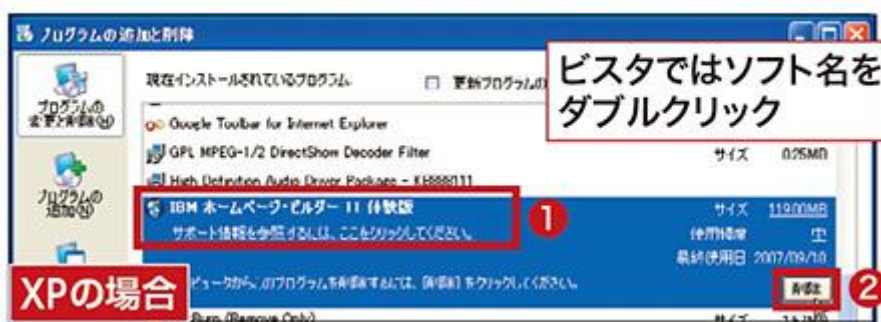 プログラムの追加と削除
ビスタではソフト名を
ダブルクリック
現在インストールされているプログラム:
更新プログラムの
プログラムの
変更と削除(H)
Google Toolbar for Internet Explorer
GPL MPEG-1/2 DirectShow Decoder Filter
サイズ 0.25MB
High Definition Audio Driver Package - KB888111
プログラムの
追加(N)
IBM ホームページ・ビルダー 11 体験版
サイズ 119.00MB
1
サポート情報を参照するには、ここをクリックしてください。
使用頻度 中
最終使用日 2007/09/10
XPの場合
ピュータからこのプログラムを削除するには、[削除] をクリックしてください。
削除
2
Burn (Remove Only)
サイズ